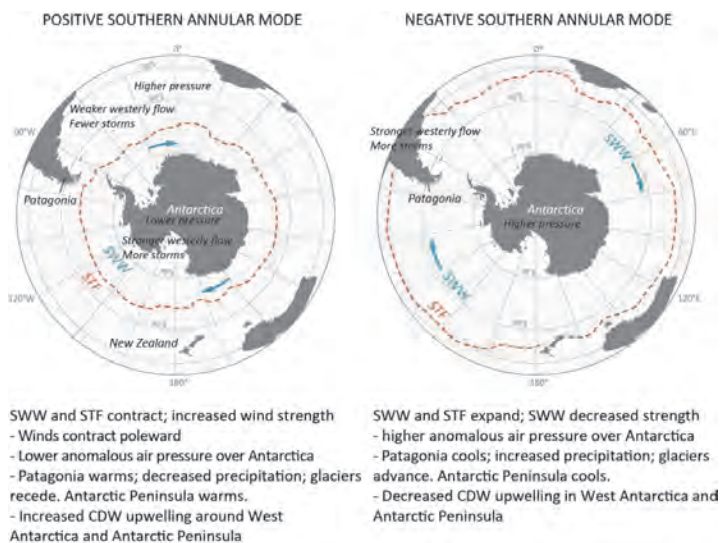 POSITIVE SOUTHERN ANNULAR MODE
0°
Higher pressure
Weaker westerly flow
Fewer storms
60°W
Patagonia
Antarctica
Lower pressure
Stronger westerly flow
More storms
SWW
STF
120°W
New Zealand
180°
SWW and STF contract; increased wind strength
- Winds contract poleward
- Lower anomalous air pressure over Antarctica
- Patagonia warms; decreased precipitation; glaciers
recede. Antarctic Peninsula warms.
- Increased CDW upwelling around West
Antarctica and Antarctic Peninsula
NEGATIVE SOUTHERN ANNULAR MODE
0°
Stronger westerly flow
More storms
60°E
SWW
Patagonia
Antarctica
Higher pressure
SWW
STF
120°E
180°
SWW and STF expand; SWW decreased strength
- higher anomalous air pressure over Antarctica
- Patagonia cools; increased precipitation; glaciers
advance. Antarctic Peninsula cools.
- Decreased CDW upwelling in West Antarctica and
Antarctic Peninsula